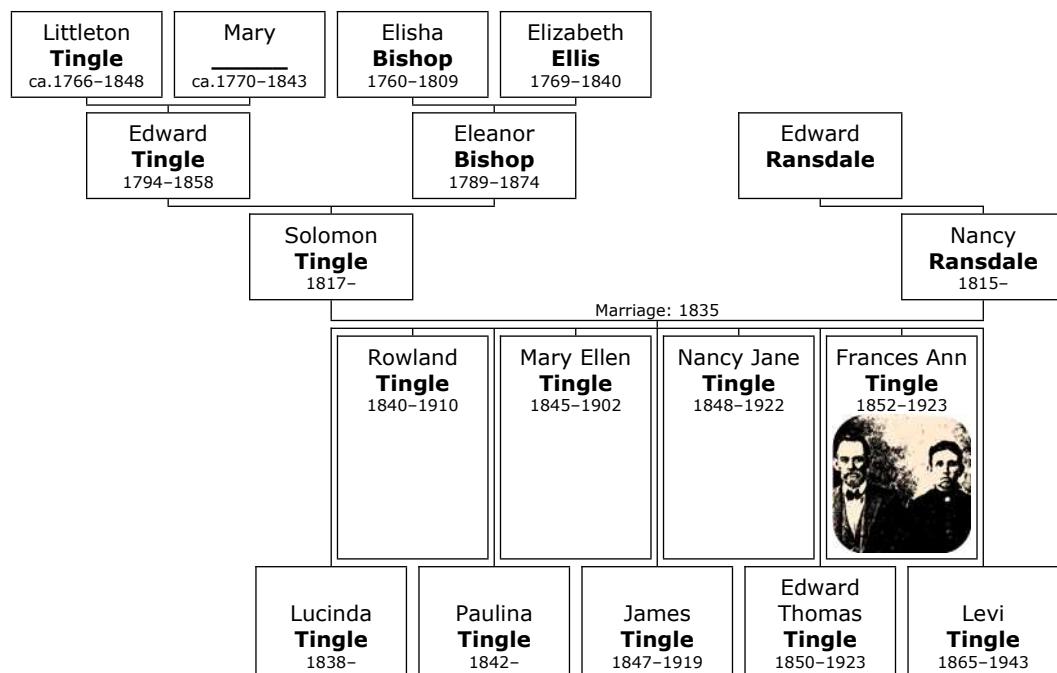 Littleton
Tingle
ca.1766–1848
Mary
_____
ca.1770–1843
Elisha
Bishop
1760–1809
Elizabeth
Ellis
1769–1840
Edward
Tingle
1794–1858
Eleanor
Bishop
1789–1874
Edward
Ransdale
Solomon
Tingle
1817–
Nancy
Ransdale
1815–
Marriage: 1835
Rowland
Tingle
1840–1910
Mary Ellen
Tingle
1845–1902
Nancy Jane
Tingle
1848–1922
Frances Ann
Tingle
1852–1923
Lucinda
Tingle
1838–
Paulina
Tingle
1842–
James
Tingle
1847–1919
Edward
Thomas
Tingle
1850–1923
Levi
Tingle
1865–1943